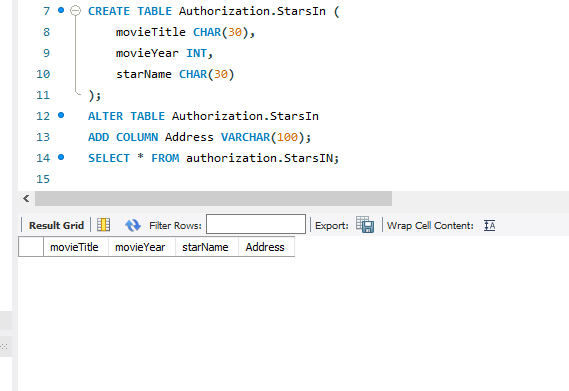 7 CREATE TABLE Authorization.StarsIn (
8 movieTitle CHAR(30),
9 movieYear INT,
10 starName CHAR(30)
11 );
12 ALTER TABLE Authorization.StarsIn
13 ADD COLUMN Address VARCHAR(100);
14 SELECT * FROM authorization.StarsIN;
15
Result Grid Filter Rows: Export: Wrap Cell Content:
movieTitle movieYear starName Address